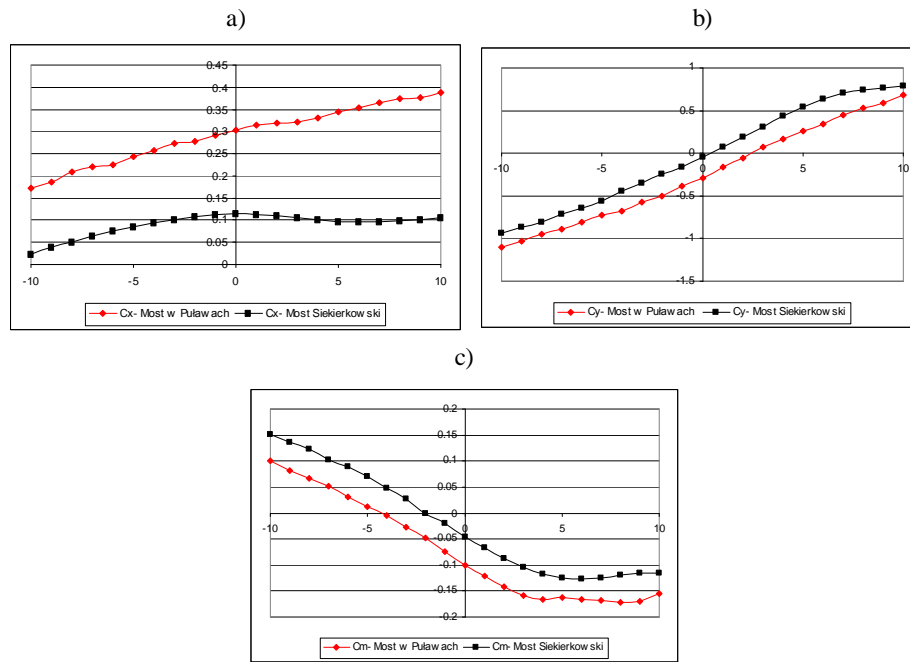 a)
b)
0.45
0.4
0.35
0.3
0.25
0.2
0.15
0.1
0.05
0
-10 -5 0 5 10
Cx- Most w Puławach Cx- Most Siekierkowski
1
0.5
0
-10 -5 0 5 10
-0.5
-1
-1.5
Cy- Most w Puławach Cy- Most Siekierkowski
c)
0.2
0.15
0.1
0.05
0
-10 -5 0 5 10
-0.05
-0.1
-0.15
-0.2
Cm- Most w Puławach Cm- Most Siekierkowski